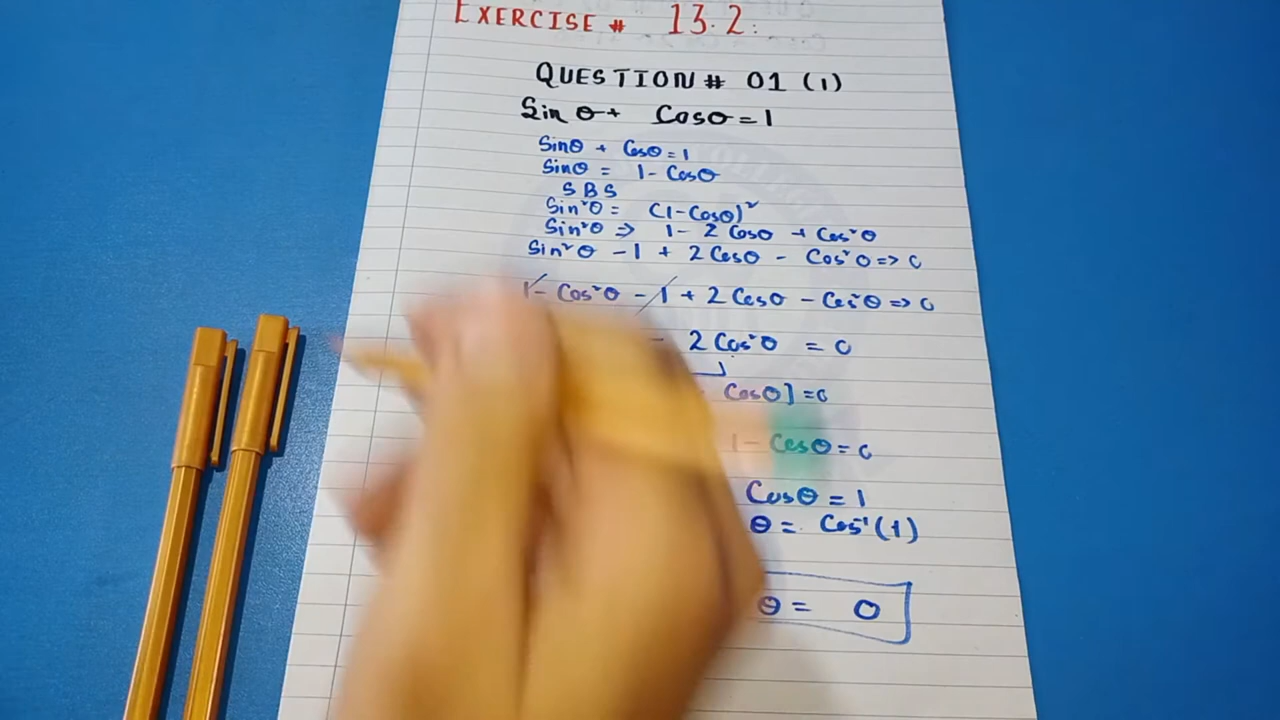 EXERCISE # 13.2:
QUESTION # 01 (1)
Sin θ + Cosθ = 1
Sinθ + Cosθ = 1
Sinθ = 1 - Cosθ
SBS
Sin²θ = (1-Cosθ)²
Sin²θ ⇒ 1 - 2 Cosθ + Cos²θ
Sin²θ - 1 + 2 Cosθ - Cos²θ ⇒ 0
1 - Cos²θ - 1 + 2 Cosθ - Cos²θ ⇒ 0
- 2 Cos²θ = 0
Cosθ] = 0
1 - Cosθ = 0
Cosθ = 1
θ = Cos⁻¹(1)
θ = 0